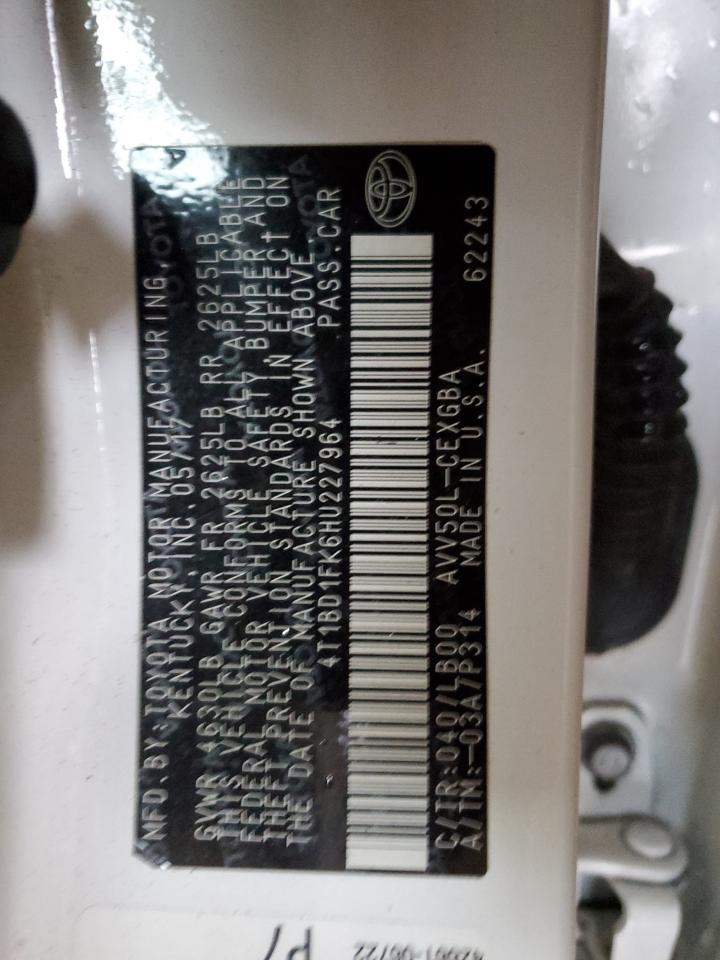 MFD.BY:TOYOTA MOTOR MANUFACTURING,
KENTUCKY, INC.05/17
GVWR 4630LB GAWR FR 2625LB RR 2625LB
THIS VEHICLE CONFORMS TO ALL APPLICABLE
FEDERAL MOTOR VEHICLE SAFETY, BUMPER, AND
THEFT PREVENTION STANDARDS IN EFFECT ON
THE DATE OF MANUFACTURE SHOWN ABOVE.
4T1BD1FK6HU227964 PASS.CAR
C/TR:040/LB00 AVV50L-CEXGBA 62243
A/TM:-03A7P314 MADE IN U.S.A.
P7